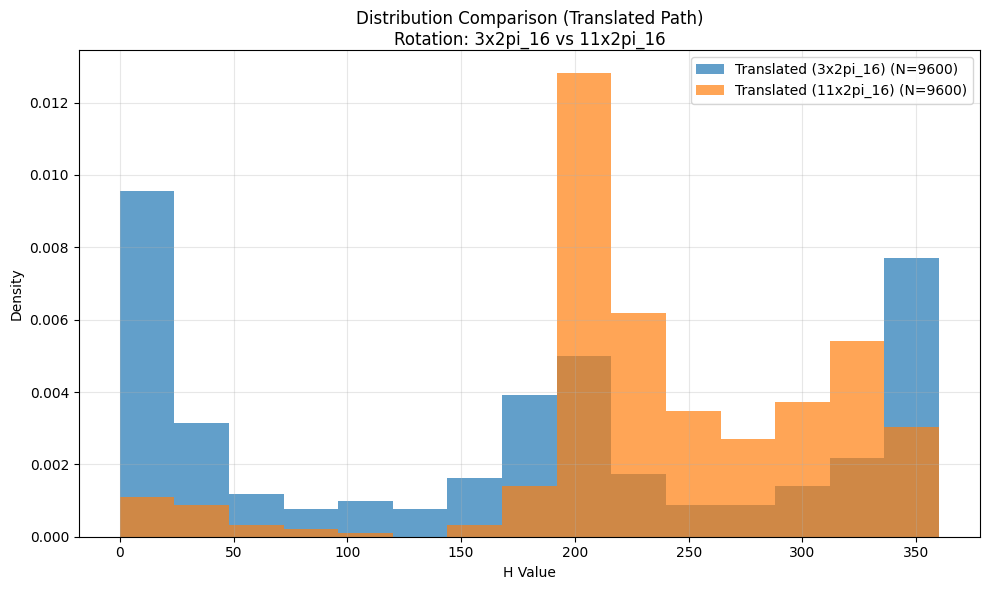 Distribution Comparison (Translated Path)
Rotation: 3x2pi_16 vs 11x2pi_16
Translated (3x2pi_16) (N=9600)
Translated (11x2pi_16) (N=9600)
Density
0.012
0.010
0.008
0.006
0.004
0.002
0.000
0 50 100 150 200 250 300 350
H Value